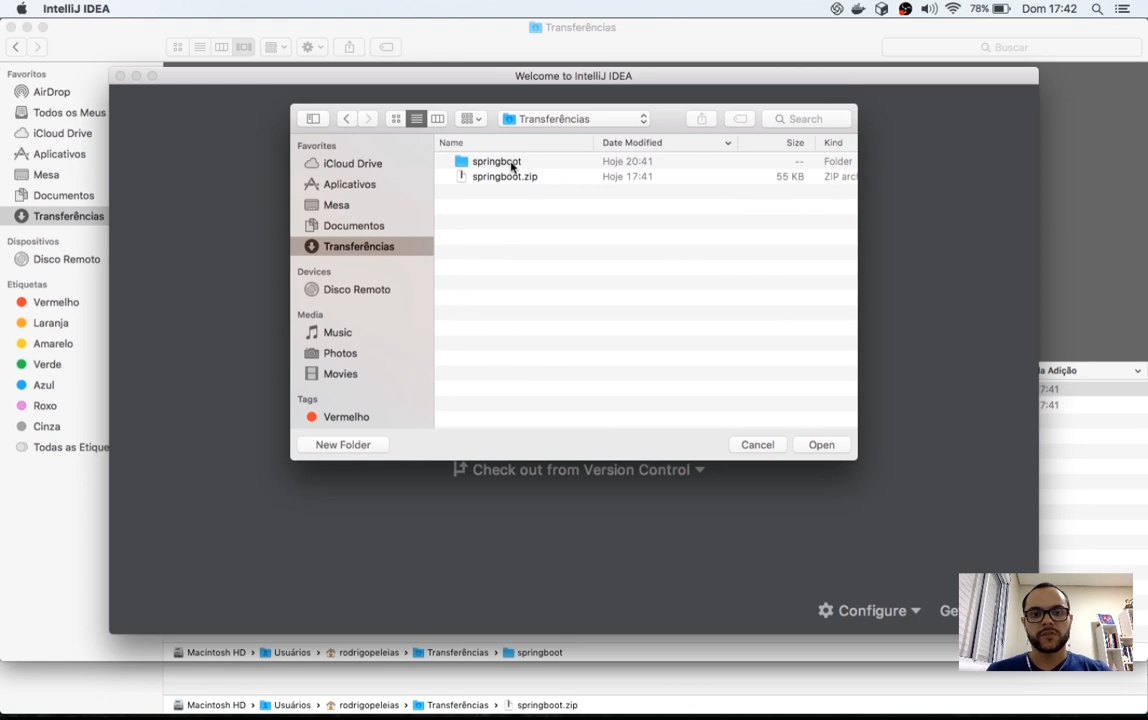 IntelliJ IDEA
78%
Dom 17:42
Transferências
Buscar
Favoritos
AirDrop
Todos os Meus
iCloud Drive
Aplicativos
Mesa
Documentos
Transferências
Dispositivos
Disco Remoto
Etiquetas
Vermelho
Laranja
Amarelo
Verde
Azul
Roxo
Cinza
Todas as Etique
Welcome to IntelliJ IDEA
Transferências
Search
Favorites
iCloud Drive
Aplicativos
Mesa
Documentos
Transferências
Devices
Disco Remoto
Media
Music
Photos
Movies
Tags
Vermelho
Name Date Modified Size Kind
springboot Hoje 20:41 -- Folder
springboot.zip Hoje 17:41 55 KB ZIP arc
New Folder Cancel Open
Check out from Version Control
Configure Ge
la Adição
7:41
7:41
Macintosh HD › Usuários › rodrigopeleias › Transferências › springboot
Macintosh HD › Usuários › rodrigopeleias › Transferências › springboot.zip